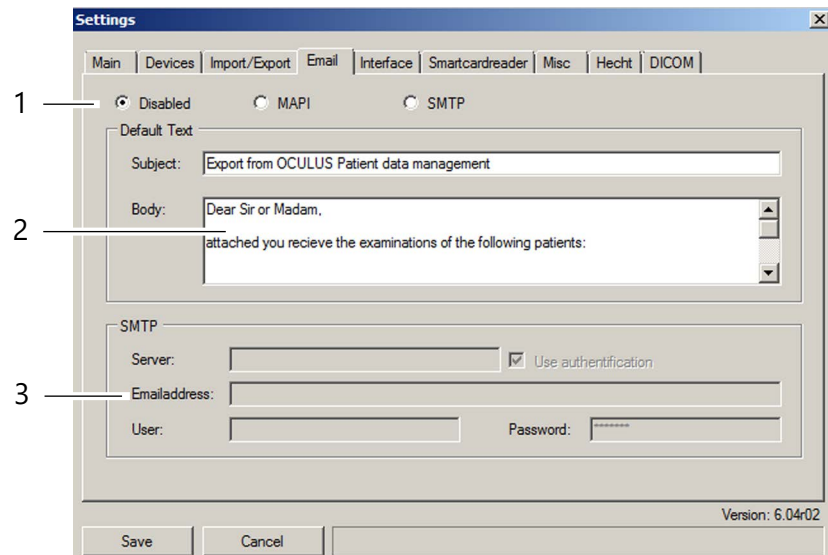 Settings
Main Devices Import/Export Email Interface Smartcardreader Misc Hecht DICOM
1 Disabled MAPI SMTP
Default Text
Subject: Export from OCULUS Patient data management
Body: Dear Sir or Madam,
2
attached you recieve the examinations of the following patients:
SMTP
Server: Use authentification
3 Emailaddress:
User: Password: *******
Version: 6.04r02
Save Cancel